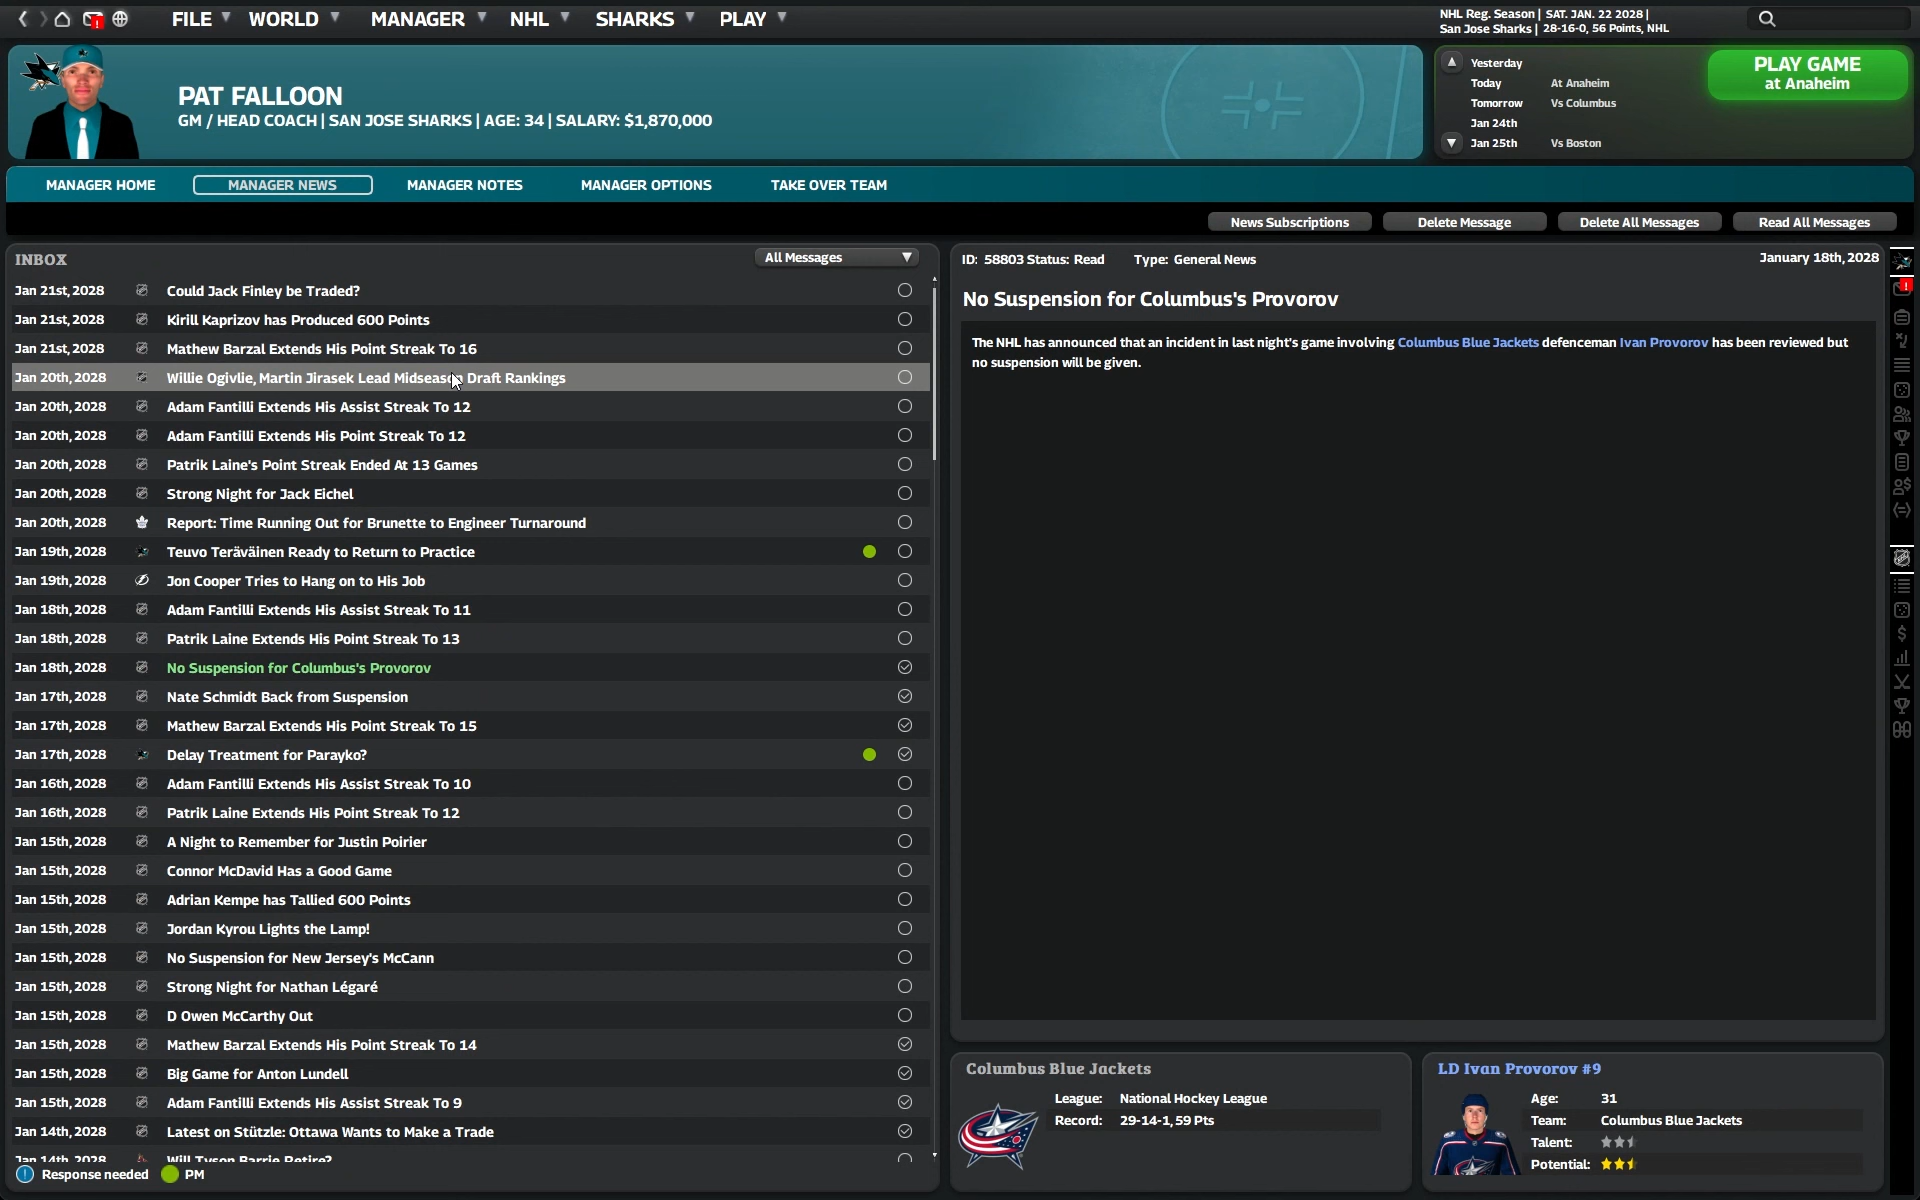 FILE WORLD MANAGER NHL SHARKS PLAY
NHL Reg. Season | SAT. JAN. 22 2028 |
San Jose Sharks | 28-16-0, 56 Points, NHL
PAT FALLOON
GM / HEAD COACH | SAN JOSE SHARKS | AGE: 34 | SALARY: $1,870,000
Yesterday
Today At Anaheim
Tomorrow Vs Columbus
Jan 24th
Jan 25th Vs Boston
PLAY GAME
at Anaheim
MANAGER HOME MANAGER NEWS MANAGER NOTES MANAGER OPTIONS TAKE OVER TEAM
News Subscriptions Delete Message Delete All Messages Read All Messages
INBOX All Messages
Jan 21st, 2028 Could Jack Finley be Traded?
Jan 21st, 2028 Kirill Kaprizov has Produced 600 Points
Jan 21st, 2028 Mathew Barzal Extends His Point Streak To 16
Jan 20th, 2028 Willie Ogivlie, Martin Jirasek Lead Midseason Draft Rankings
Jan 20th, 2028 Adam Fantilli Extends His Assist Streak To 12
Jan 20th, 2028 Adam Fantilli Extends His Point Streak To 12
Jan 20th, 2028 Patrik Laine's Point Streak Ended At 13 Games
Jan 20th, 2028 Strong Night for Jack Eichel
Jan 20th, 2028 Report: Time Running Out for Brunette to Engineer Turnaround
Jan 19th, 2028 Teuvo Teräväinen Ready to Return to Practice
Jan 19th, 2028 Jon Cooper Tries to Hang on to His Job
Jan 18th, 2028 Adam Fantilli Extends His Assist Streak To 11
Jan 18th, 2028 Patrik Laine Extends His Point Streak To 13
Jan 18th, 2028 No Suspension for Columbus's Provorov
Jan 17th, 2028 Nate Schmidt Back from Suspension
Jan 17th, 2028 Mathew Barzal Extends His Point Streak To 15
Jan 17th, 2028 Delay Treatment for Parayko?
Jan 16th, 2028 Adam Fantilli Extends His Assist Streak To 10
Jan 16th, 2028 Patrik Laine Extends His Point Streak To 12
Jan 15th, 2028 A Night to Remember for Justin Poirier
Jan 15th, 2028 Connor McDavid Has a Good Game
Jan 15th, 2028 Adrian Kempe has Tallied 600 Points
Jan 15th, 2028 Jordan Kyrou Lights the Lamp!
Jan 15th, 2028 No Suspension for New Jersey's McCann
Jan 15th, 2028 Strong Night for Nathan Légaré
Jan 15th, 2028 D Owen McCarthy Out
Jan 15th, 2028 Mathew Barzal Extends His Point Streak To 14
Jan 15th, 2028 Big Game for Anton Lundell
Jan 15th, 2028 Adam Fantilli Extends His Assist Streak To 9
Jan 14th, 2028 Latest on Stützle: Ottawa Wants to Make a Trade
Jan 14th, 2028 Will Tyson Barrie Retire?
Response needed PM
ID: 58803 Status: Read Type: General News January 18th, 2028
No Suspension for Columbus's Provorov
The NHL has announced that an incident in last night's game involving Columbus Blue Jackets defenceman Ivan Provorov has been reviewed but
no suspension will be given.
Columbus Blue Jackets
League: National Hockey League
Record: 29-14-1, 59 Pts
LD Ivan Provorov #9
Age: 31
Team: Columbus Blue Jackets
Talent:
Potential: